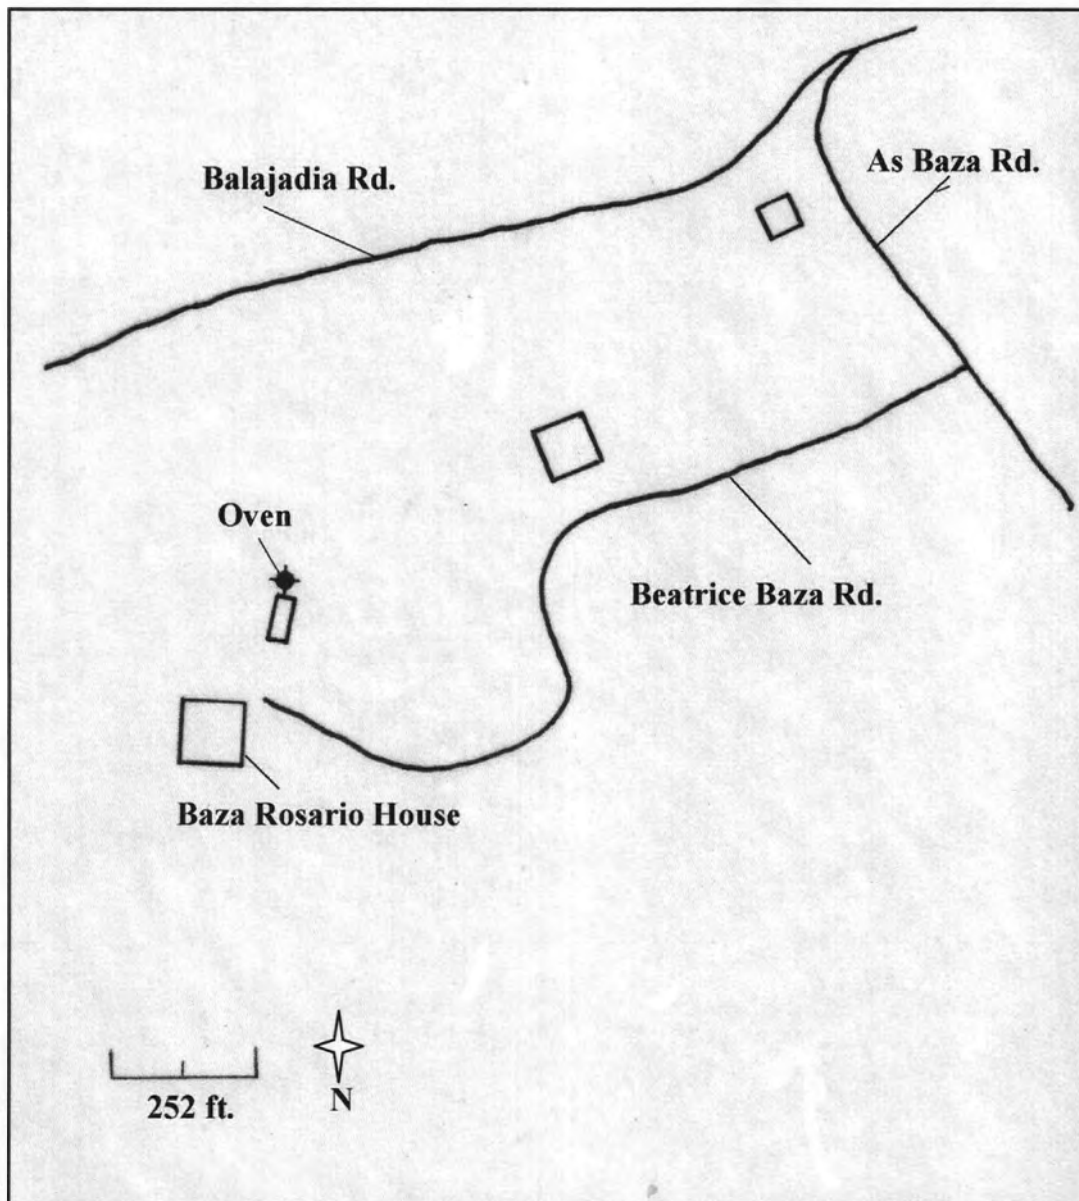 Balajadia Rd.
As Baza Rd.
Oven
Beatrice Baza Rd.
Baza Rosario House
252 ft.
N